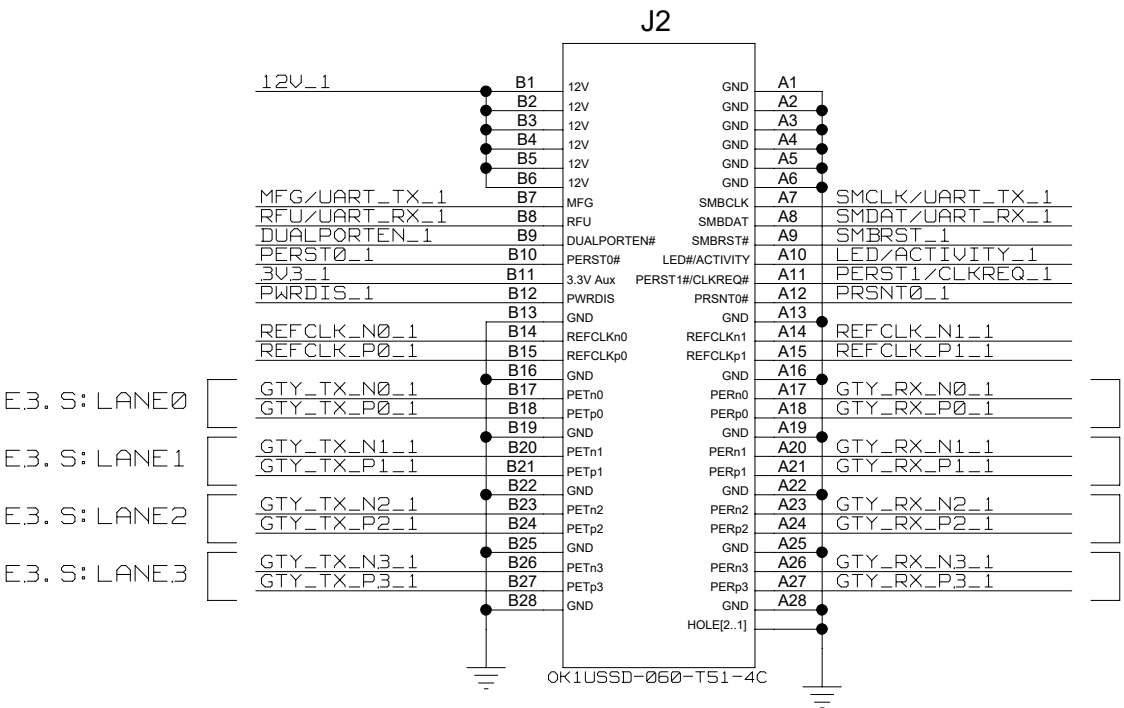 J2
12V_1 B1 12V GND A1
B2 12V GND A2
B3 12V GND A3
B4 12V GND A4
B5 12V GND A5
B6 12V GND A6
MFG/UART_TX_1 B7 MFG SMBCLK A7 SMCLK/UART_TX_1
RFU/UART_RX_1 B8 RFU SMBDAT A8 SMDAT/UART_RX_1
DUALPORTEN_1 B9 DUALPORTEN# SMBRST# A9 SMBRST_1
PERST0_1 B10 PERST0# LED#/ACTIVITY A10 LED/ACTIVITY_1
3V3_1 B11 3.3V Aux PERST1#/CLKREQ# A11 PERST1/CLKREQ_1
PWRDIS_1 B12 PWRDIS PRSNT0# A12 PRSNT0_1
B13 GND GND A13
REFCLK_N0_1 B14 REFCLKn0 REFCLKn1 A14 REFCLK_N1_1
REFCLK_P0_1 B15 REFCLKp0 REFCLKp1 A15 REFCLK_P1_1
B16 GND GND A16
E3.S:LANE0 GTY_TX_N0_1 B17 PETn0 PERn0 A17 GTY_RX_N0_1
GTY_TX_P0_1 B18 PETp0 PERp0 A18 GTY_RX_P0_1
B19 GND GND A19
E3.S:LANE1 GTY_TX_N1_1 B20 PETn1 PERn1 A20 GTY_RX_N1_1
GTY_TX_P1_1 B21 PETp1 PERp1 A21 GTY_RX_P1_1
B22 GND GND A22
E3.S:LANE2 GTY_TX_N2_1 B23 PETn2 PERn2 A23 GTY_RX_N2_1
GTY_TX_P2_1 B24 PETp2 PERp2 A24 GTY_RX_P2_1
B25 GND GND A25
E3.S:LANE3 GTY_TX_N3_1 B26 PETn3 PERn3 A26 GTY_RX_N3_1
GTY_TX_P3_1 B27 PETp3 PERp3 A27 GTY_RX_P3_1
B28 GND GND A28
HOLE[2..1]
OK1USSD-060-T51-4C